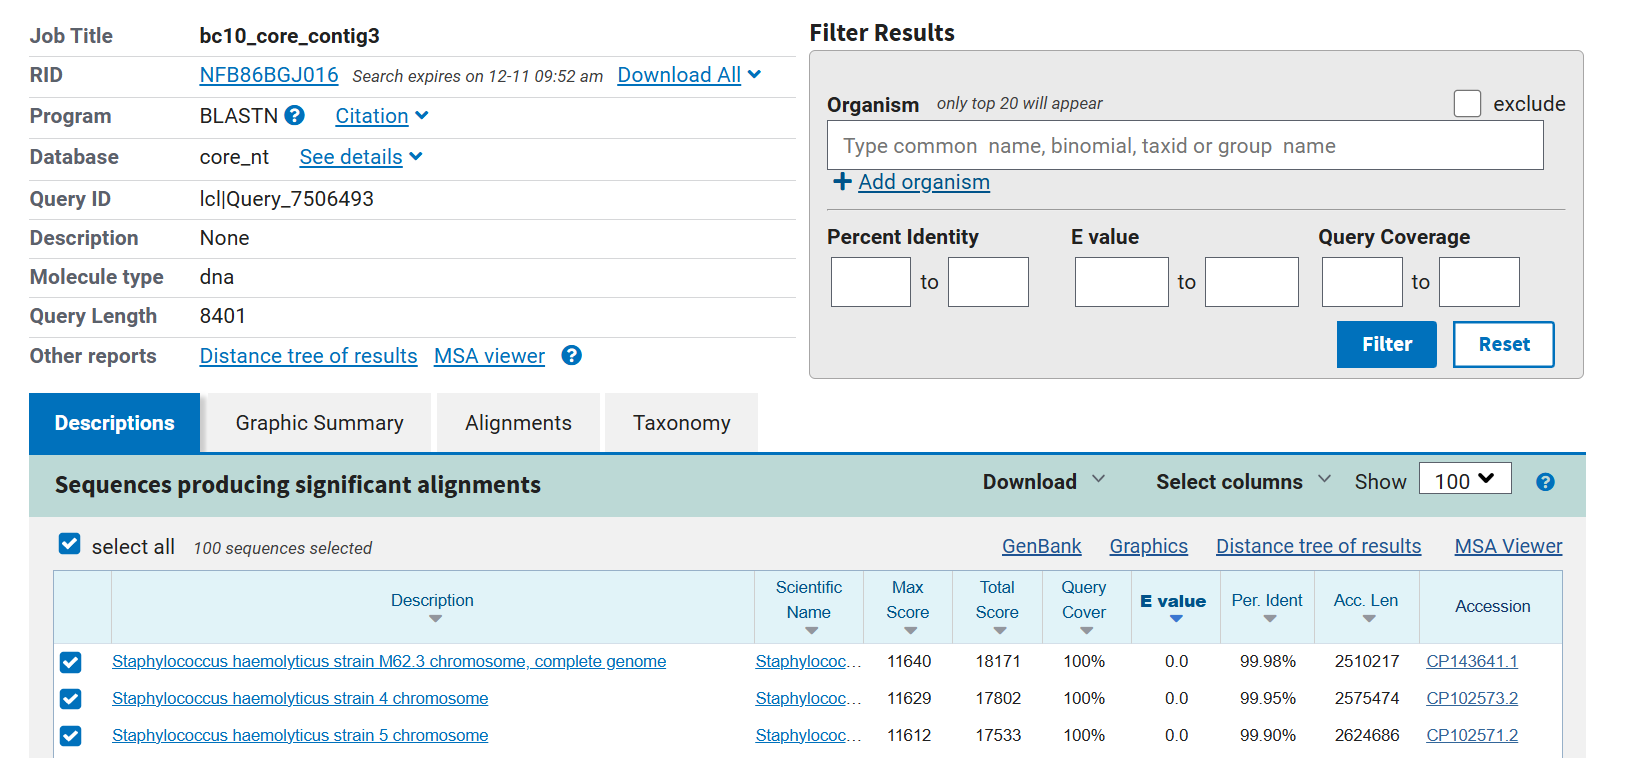 Job Title bc10_core_contig3
RID NFB86BGJ016 Search expires on 12-11 09:52 am Download All
Program BLASTN ? Citation
Database core_nt See details
Query ID lcl|Query_7506493
Description None
Molecule type dna
Query Length 8401
Other reports Distance tree of results MSA viewer ?
Filter Results
Organism only top 20 will appear exclude
Type common name, binomial, taxid or group name
+ Add organism
Percent Identity E value Query Coverage
to to to
Filter Reset
Descriptions Graphic Summary Alignments Taxonomy
Sequences producing significant alignments Download Select columns Show 100 ?
select all 100 sequences selected GenBank Graphics Distance tree of results MSA Viewer
Description Scientific Name Max Score Total Score Query Cover E value Per. Ident Acc. Len Accession
Staphylococcus haemolyticus strain M62.3 chromosome, complete genome Staphylococ... 11640 18171 100% 0.0 99.98% 2510217 CP143641.1
Staphylococcus haemolyticus strain 4 chromosome Staphylococ... 11629 17802 100% 0.0 99.95% 2575474 CP102573.2
Staphylococcus haemolyticus strain 5 chromosome Staphylococ... 11612 17533 100% 0.0 99.90% 2624686 CP102571.2